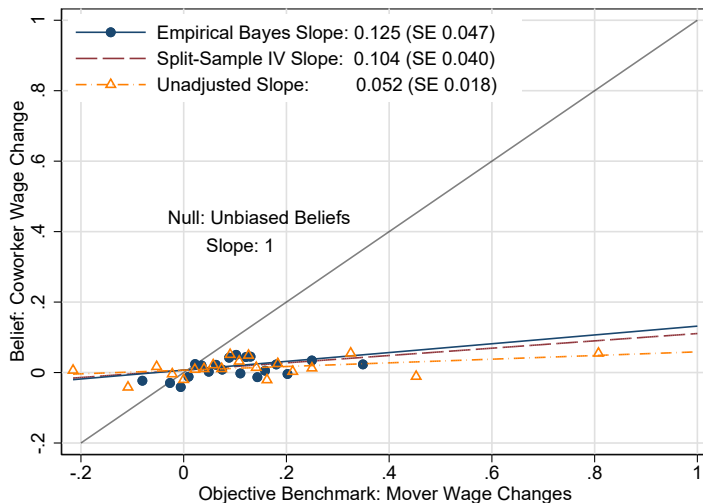 Empirical Bayes Slope: 0.125 (SE 0.047)
Split-Sample IV Slope: 0.104 (SE 0.040)
Unadjusted Slope: 0.052 (SE 0.018)
Null: Unbiased Beliefs
Slope: 1
Belief: Coworker Wage Change
1
.8
.6
.4
.2
0
-.2
-.2 0 .2 .4 .6 .8 1
Objective Benchmark: Mover Wage Changes